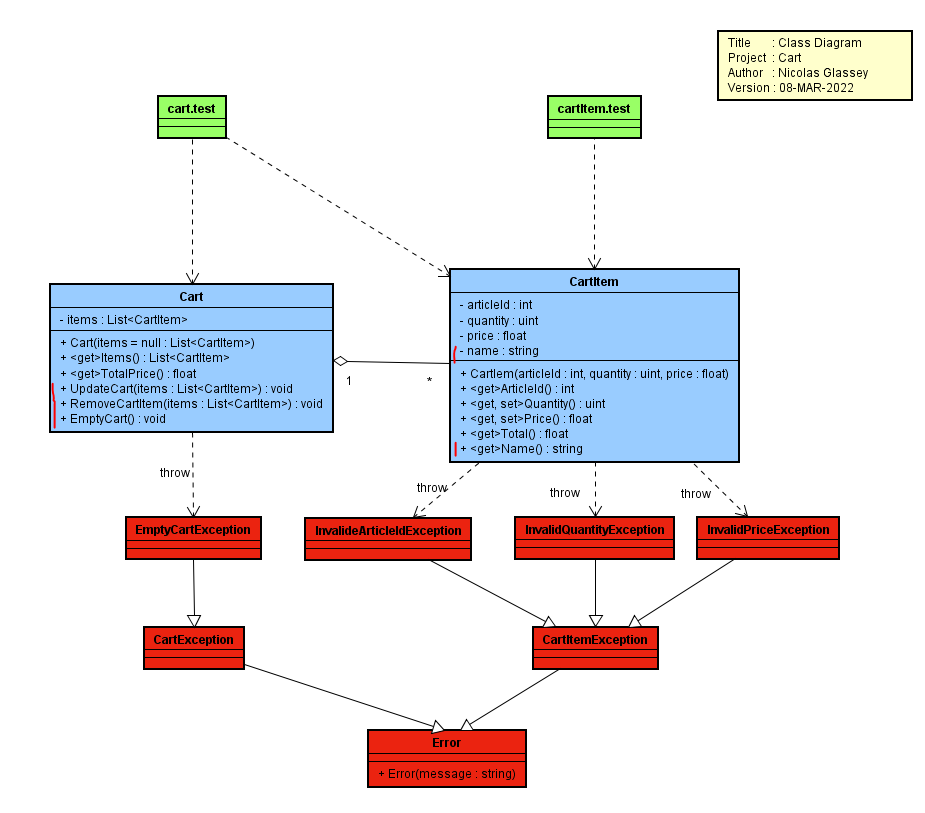 Title : Class Diagram
Project : Cart
Author : Nicolas Glassey
Version : 08-MAR-2022
cart.test
cartItem.test
Cart
- items : List<CartItem>
+ Cart(items = null : List<CartItem>)
+ <get>Items() : List<CartItem>
+ <get>TotalPrice() : float
+ UpdateCart(items : List<CartItem>) : void
+ RemoveCartItem(items : List<CartItem>) : void
+ EmptyCart() : void
1
*
CartItem
- articleId : int
- quantity : uint
- price : float
- name : string
+ CartIem(articleId : int, quantity : uint, price : float)
+ <get>ArticleId() : int
+ <get, set>Quantity() : uint
+ <get, set>Price() : float
+ <get>Total() : float
+ <get>Name() : string
throw
throw
throw
throw
EmptyCartException
InvalideArticleIdException
InvalidQuantityException
InvalidPriceException
CartException
CartItemException
Error
+ Error(message : string)